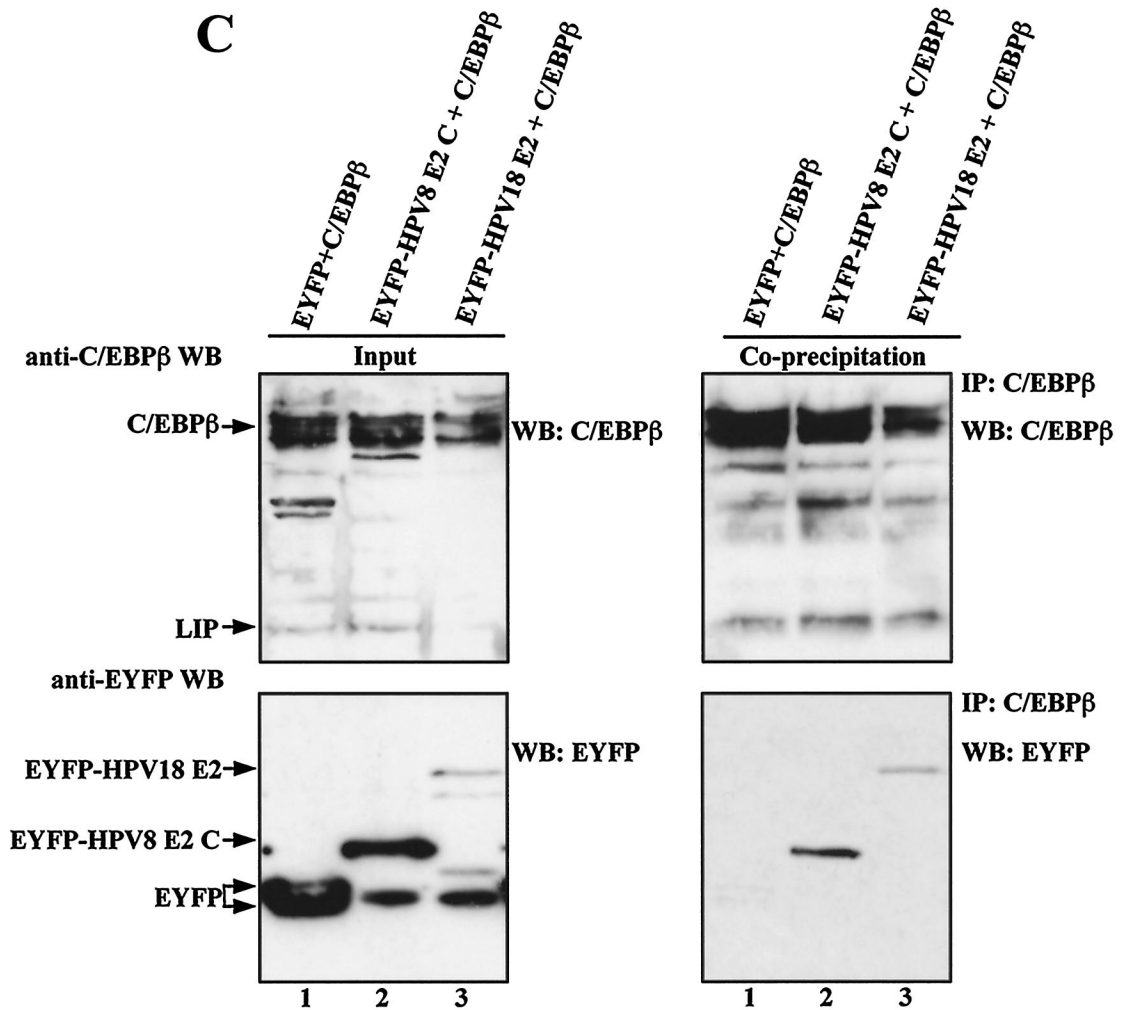 C
EYFP+C/EBPβ
EYFP-HPV8 E2 C + C/EBPβ
EYFP-HPV18 E2 + C/EBPβ
EYFP+C/EBPβ
EYFP-HPV8 E2 C + C/EBPβ
EYFP-HPV18 E2 + C/EBPβ
anti-C/EBPβ WB
Input
Co-precipitation
C/EBPβ
WB: C/EBPβ
IP: C/EBPβ
WB: C/EBPβ
LIP
anti-EYFP WB
EYFP-HPV18 E2
WB: EYFP
IP: C/EBPβ
WB: EYFP
EYFP-HPV8 E2 C
EYFP
1 2 3
1 2 3